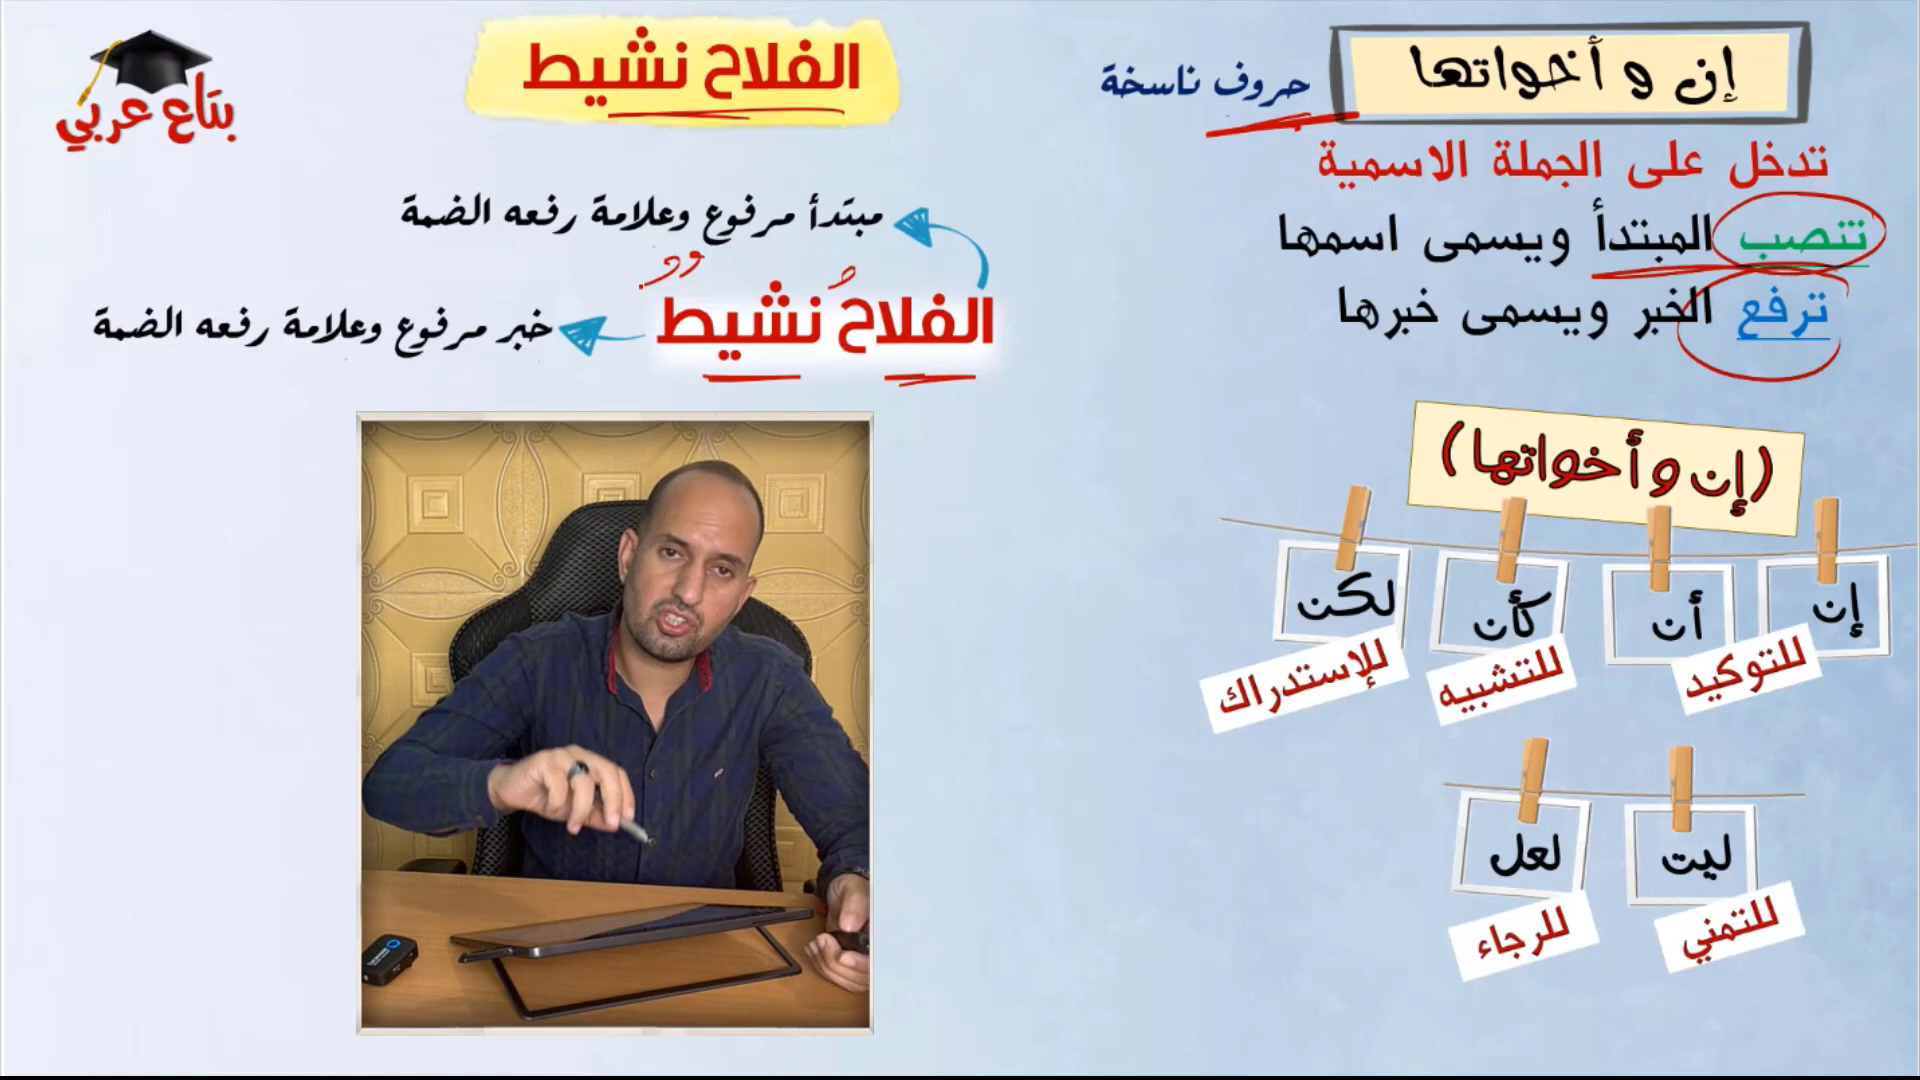 إن و أخواتها
حروف ناسخة
تدخل على الجملة الاسمية
تنصب المبتدأ ويسمى اسمها
ترفع الخبر ويسمى خبرها
(إن و أخواتها)
إن
أن
كأن
لكن
للتوكيد
للتشبيه
للإستدراك
ليت
لعل
للتمني
للرجاء
الفلاح نشيط
مبتدأ مرفوع وعلامة رفعه الضمة
الفلاحُ نشيطُ
خبر مرفوع وعلامة رفعه الضمة
بتاع عربي